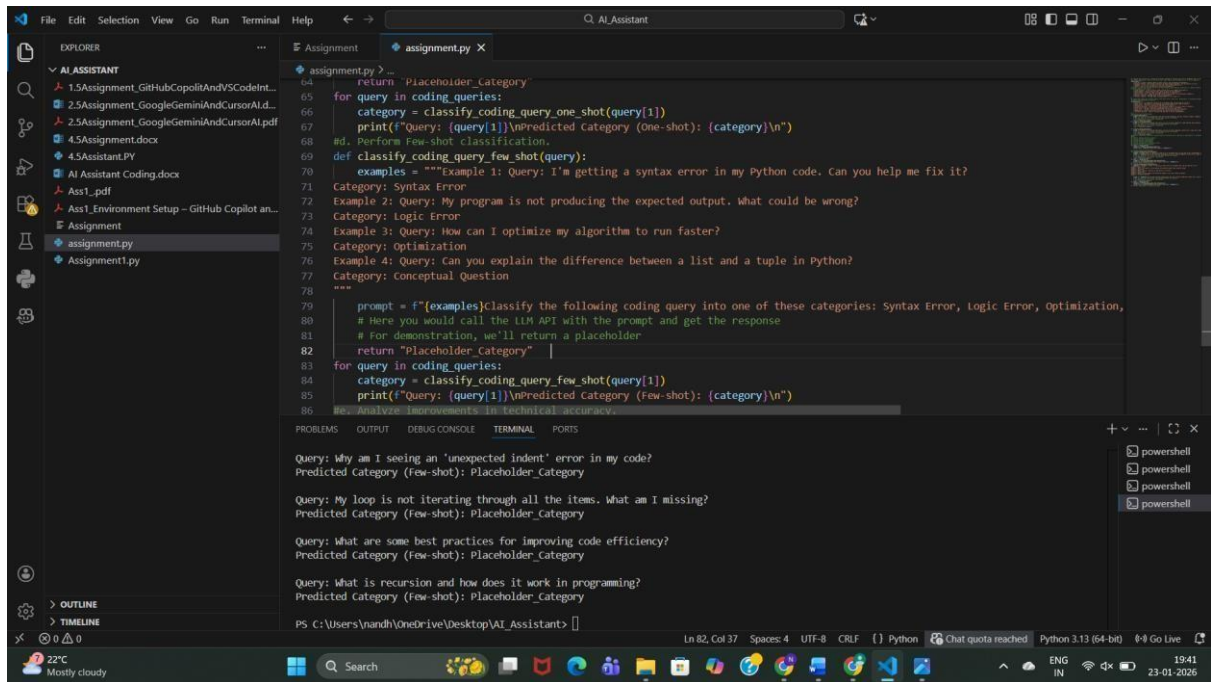 File Edit Selection View Go Run Terminal Help
AI_Assistant
EXPLORER
AI_ASSISTANT
1.5Assignment_GitHubCopolitAndVSCodeInt...
2.5Assignment_GoogleGeminiAndCursorAI.d...
2.5Assignment_GoogleGeminiAndCursorAI.pdf
4.5Assignment.docx
4.5Assistant.PY
AI Assistant Coding.docx
Ass1_.pdf
Ass1_Environment Setup – GitHub Copilot an...
Assignment
assignment.py
Assignment1.py
OUTLINE
TIMELINE
Assignment
assignment.py
assignment.py > ...
64 return "Placeholder_Category"
65 for query in coding_queries:
66 category = classify_coding_query_one_shot(query[1])
67 print(f"Query: {query[1]}\nPredicted Category (One-shot): {category}\n")
68 #d. Perform Few-shot classification.
69 def classify_coding_query_few_shot(query):
70 examples = """Example 1: Query: I'm getting a syntax error in my Python code. Can you help me fix it?
71 Category: Syntax Error
72 Example 2: Query: My program is not producing the expected output. What could be wrong?
73 Category: Logic Error
74 Example 3: Query: How can I optimize my algorithm to run faster?
75 Category: Optimization
76 Example 4: Query: Can you explain the difference between a list and a tuple in Python?
77 Category: Conceptual Question
78 """
79 prompt = f"{examples}Classify the following coding query into one of these categories: Syntax Error, Logic Error, Optimization,
80 # Here you would call the LLM API with the prompt and get the response
81 # For demonstration, we'll return a placeholder
82 return "Placeholder_Category"
83 for query in coding_queries:
84 category = classify_coding_query_few_shot(query[1])
85 print(f"Query: {query[1]}\nPredicted Category (Few-shot): {category}\n")
86 #e. Analyze improvements in technical accuracy.
PROBLEMS OUTPUT DEBUG CONSOLE TERMINAL PORTS
Query: Why am I seeing an 'unexpected indent' error in my code?
Predicted Category (Few-shot): Placeholder_Category
Query: My loop is not iterating through all the items. What am I missing?
Predicted Category (Few-shot): Placeholder_Category
Query: What are some best practices for improving code efficiency?
Predicted Category (Few-shot): Placeholder_Category
Query: What is recursion and how does it work in programming?
Predicted Category (Few-shot): Placeholder_Category
PS C:\Users\nandh\OneDrive\Desktop\AI_Assistant>
powershell
powershell
powershell
powershell
0 0 Ln 82, Col 37 Spaces: 4 UTF-8 CRLF {} Python Chat quota reached Python 3.13 (64-bit) Go Live
7 22°C
Mostly cloudy
Search
ENG
IN
19:41
23-01-2026